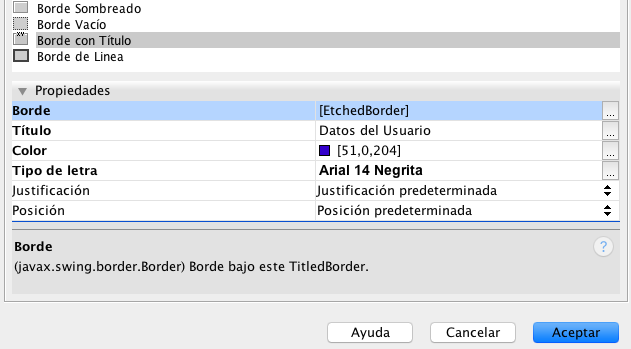 Borde Sombreado
Borde Vacío
XY Borde con Título
Borde de Linea
Propiedades
Borde [EtchedBorder] ...
Título Datos del Usuario ...
Color [51,0,204] ...
Tipo de letra Arial 14 Negrita ...
Justificación Justificación predeterminada
Posición Posición predeterminada
Borde ?
(javax.swing.border.Border) Borde bajo este TitledBorder.
Ayuda Cancelar Aceptar